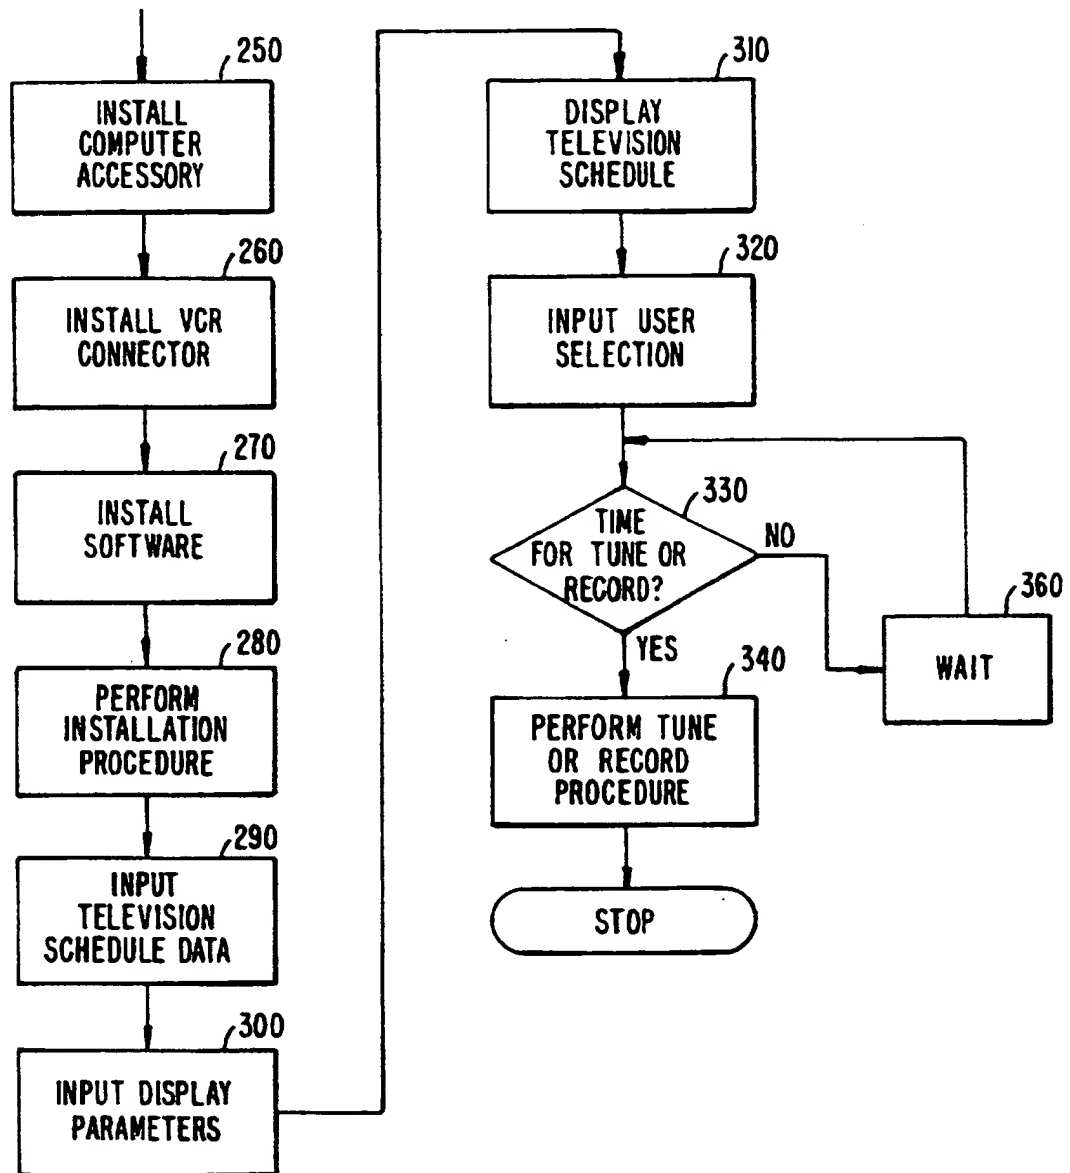 250
INSTALL
COMPUTER
ACCESSORY
260
INSTALL VCR
CONNECTOR
270
INSTALL
SOFTWARE
280
PERFORM
INSTALLATION
PROCEDURE
290
INPUT
TELEVISION
SCHEDULE DATA
300
INPUT DISPLAY
PARAMETERS
310
DISPLAY
TELEVISION
SCHEDULE
320
INPUT USER
SELECTION
330
TIME
FOR TUNE OR
RECORD?
NO
YES
360
WAIT
340
PERFORM TUNE
OR RECORD
PROCEDURE
STOP